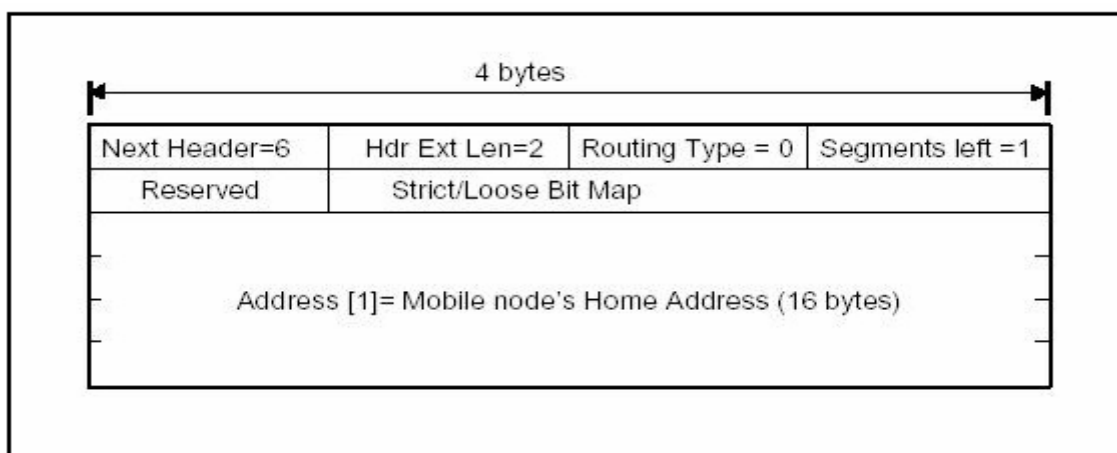 4 bytes
Next Header=6 Hdr Ext Len=2 Routing Type = 0 Segments left =1
Reserved Strict/Loose Bit Map
Address [1]= Mobile node's Home Address (16 bytes)